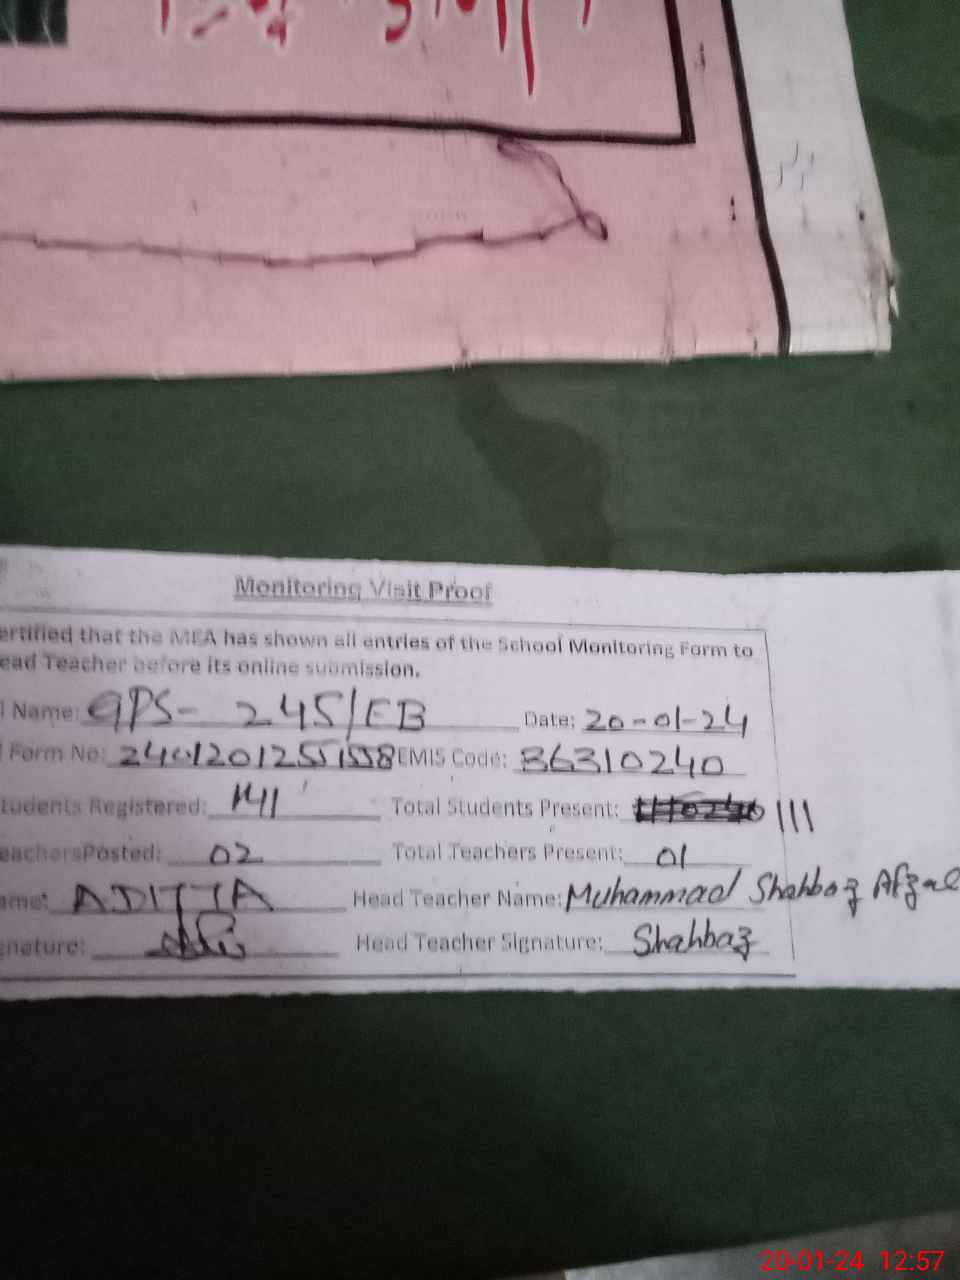 Monitoring Visit Proof
ertified that the MEA has shown all entries of the School Monitoring Form to
ead Teacher before its online submission.
l Name: GPS- 245/EB Date: 20-01-24
l Form No: 24012012551558 EMIS Code: 36310240
tudents Registered: 141 Total Students Present: 111
eachersPosted: 02 Total Teachers Present: 01
ame: ADITTA Head Teacher Name: Muhammad Shahbaz Afzal
gnature: Head Teacher Signature: Shahbaz
20-01-24 12:57